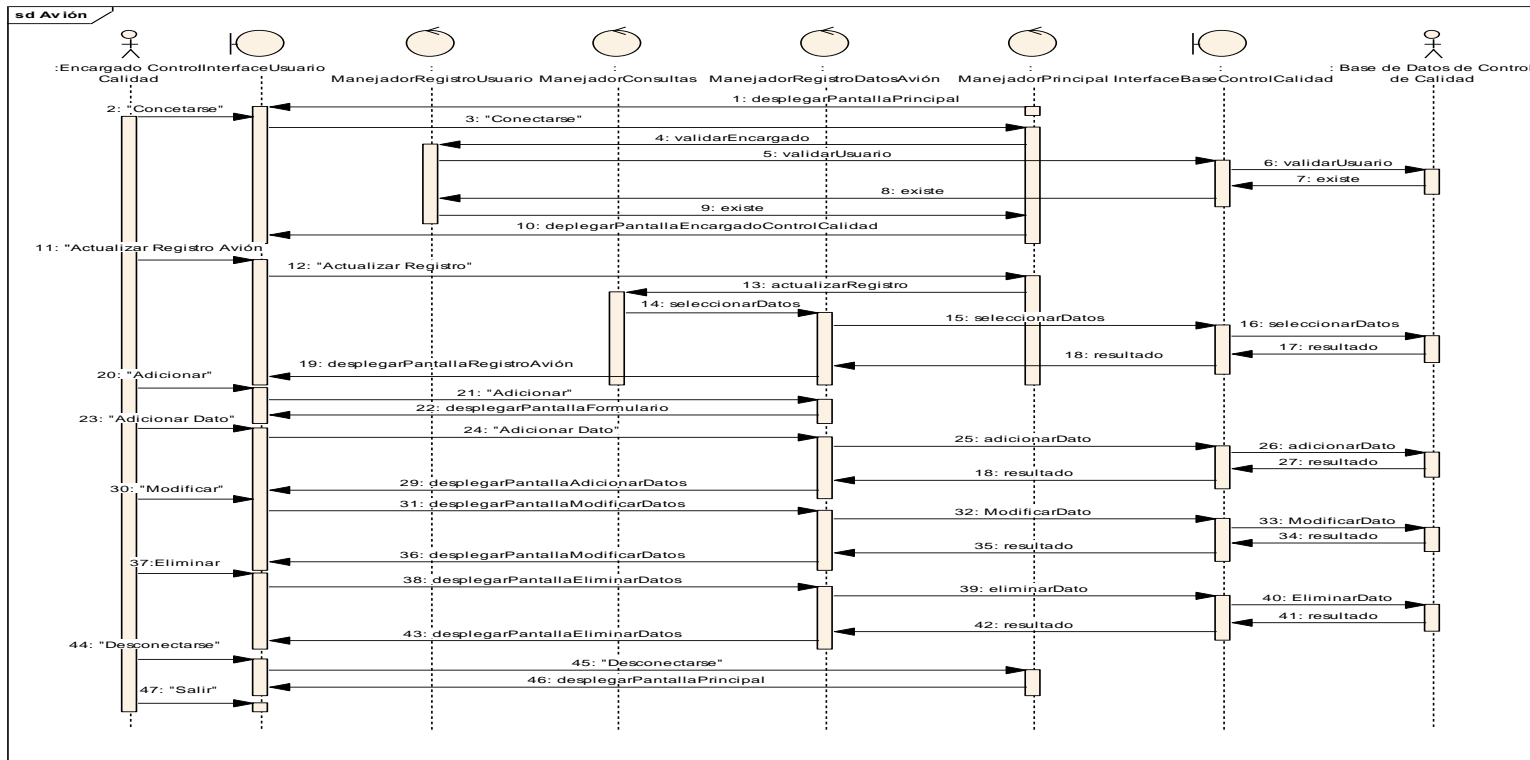 sd Avión
:Encargado Control
Calidad
:
InterfaceUsuario
:
ManejadorRegistroUsuario
:
ManejadorConsultas
:
ManejadorRegistroDatosAvión
:
ManejadorPrincipal
:
InterfaceBaseControlCalidad
: Base de Datos de Control
de Calidad
1: desplegarPantallaPrincipal
2: "Concetarse"
3: "Conectarse"
4: validarEncargado
5: validarUsuario
6: validarUsuario
7: existe
8: existe
9: existe
10: deplegarPantallaEncargadoControlCalidad
11: "Actualizar Registro Avión
12: "Actualizar Registro"
13: actualizarRegistro
14: seleccionarDatos
15: seleccionarDatos
16: seleccionarDatos
17: resultado
18: resultado
19: desplegarPantallaRegistroAvión
20: "Adicionar"
21: "Adicionar"
22: desplegarPantallaFormulario
23: "Adicionar Dato"
24: "Adicionar Dato"
25: adicionarDato
26: adicionarDato
27: resultado
18: resultado
29: desplegarPantallaAdicionarDatos
30: "Modificar"
31: desplegarPantallaModificarDatos
32: ModificarDato
33: ModificarDato
34: resultado
35: resultado
36: desplegarPantallaModificarDatos
37:Eliminar
38: desplegarPantallaEliminarDatos
39: eliminarDato
40: EliminarDato
41: resultado
42: resultado
43: desplegarPantallaEliminarDatos
44: "Desconectarse"
45: "Desconectarse"
46: desplegarPantallaPrincipal
47: "Salir"